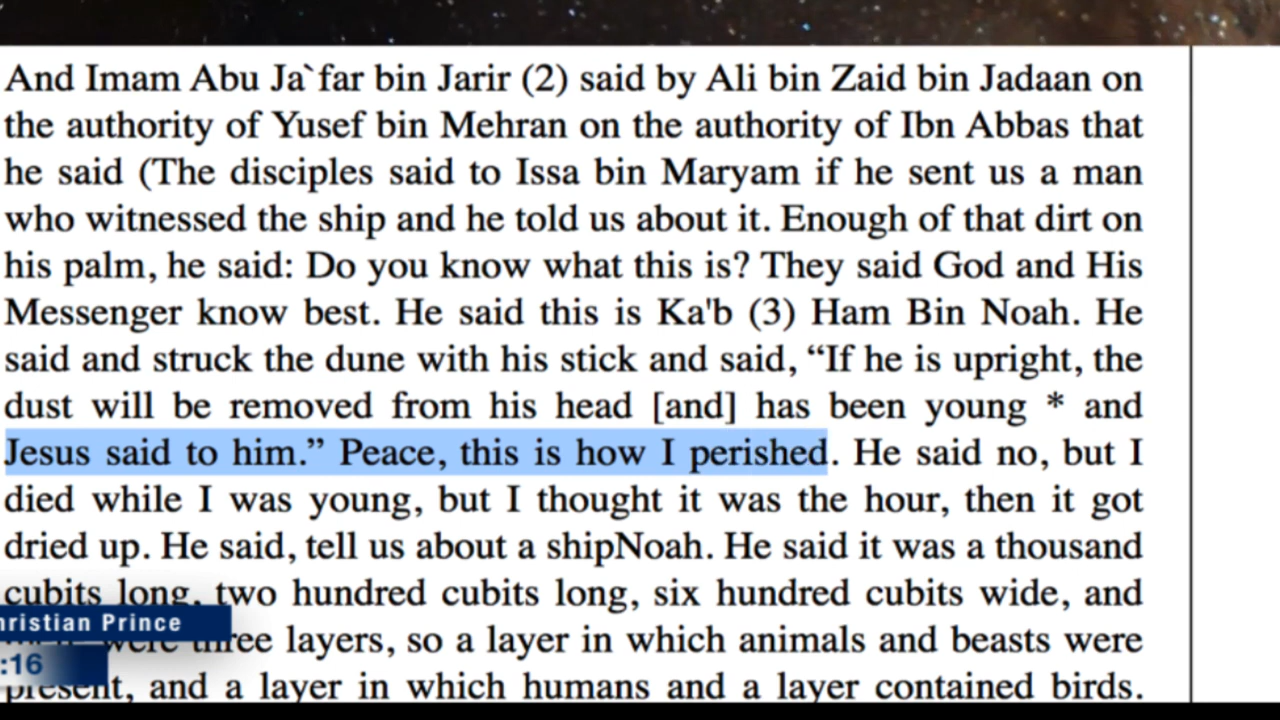 And Imam Abu Ja`far bin Jarir (2) said by Ali bin Zaid bin Jadaan on
the authority of Yusef bin Mehran on the authority of Ibn Abbas that
he said (The disciples said to Issa bin Maryam if he sent us a man
who witnessed the ship and he told us about it. Enough of that dirt on
his palm, he said: Do you know what this is? They said God and His
Messenger know best. He said this is Ka'b (3) Ham Bin Noah. He
said and struck the dune with his stick and said, “If he is upright, the
dust will be removed from his head [and] has been young * and
Jesus said to him.” Peace, this is how I perished. He said no, but I
died while I was young, but I thought it was the hour, then it got
dried up. He said, tell us about a shipNoah. He said it was a thousand
cubits long, two hundred cubits long, six hundred cubits wide, and
were three layers, so a layer in which animals and beasts were
present, and a layer in which humans and a layer contained birds.
hristian Prince
:16